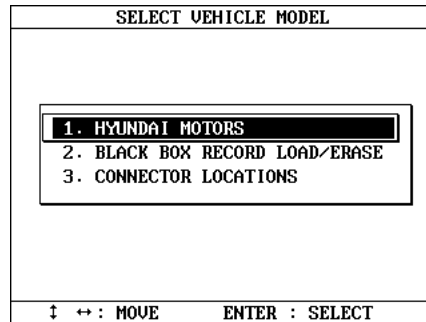 SELECT VEHICLE MODEL
1. HYUNDAI MOTORS
2. BLACK BOX RECORD LOAD/ERASE
3. CONNECTOR LOCATIONS
↕ ↔ : MOVE ENTER : SELECT